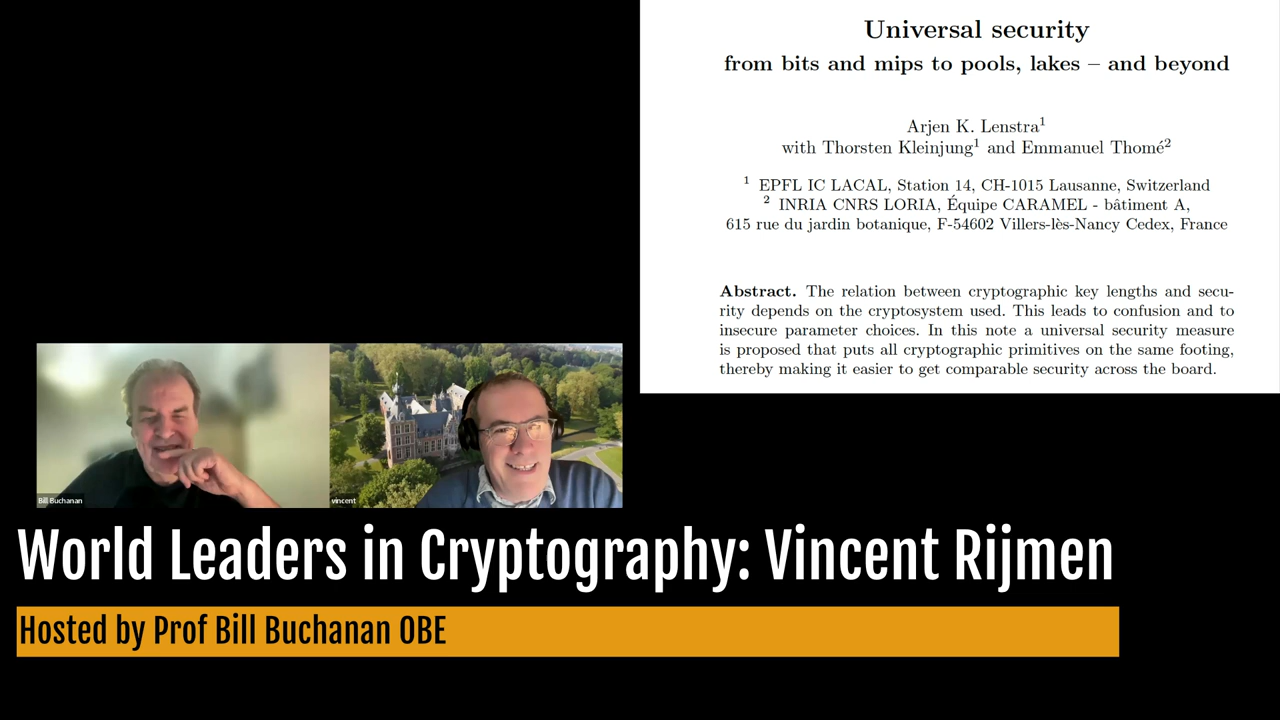 Universal security
from bits and mips to pools, lakes – and beyond
Arjen K. Lenstra1
with Thorsten Kleinjung1 and Emmanuel Thomé2
1 EPFL IC LACAL, Station 14, CH-1015 Lausanne, Switzerland
2 INRIA CNRS LORIA, Équipe CARAMEL - bâtiment A,
615 rue du jardin botanique, F-54602 Villers-lès-Nancy Cedex, France
Abstract. The relation between cryptographic key lengths and secu-
rity depends on the cryptosystem used. This leads to confusion and to
insecure parameter choices. In this note a universal security measure
is proposed that puts all cryptographic primitives on the same footing,
thereby making it easier to get comparable security across the board.
Bill Buchanan
vincent
World Leaders in Cryptography: Vincent Rijmen
Hosted by Prof Bill Buchanan OBE